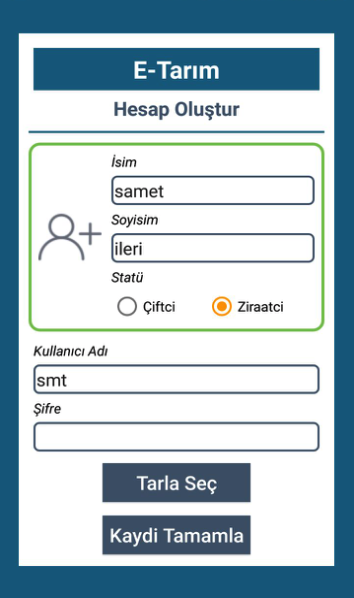 E-Tarım
Hesap Oluştur
İsim
samet
Soyisim
ileri
Statü
Çiftci Ziraatci
Kullanıcı Adı
smt
Şifre
Tarla Seç
Kaydi Tamamla